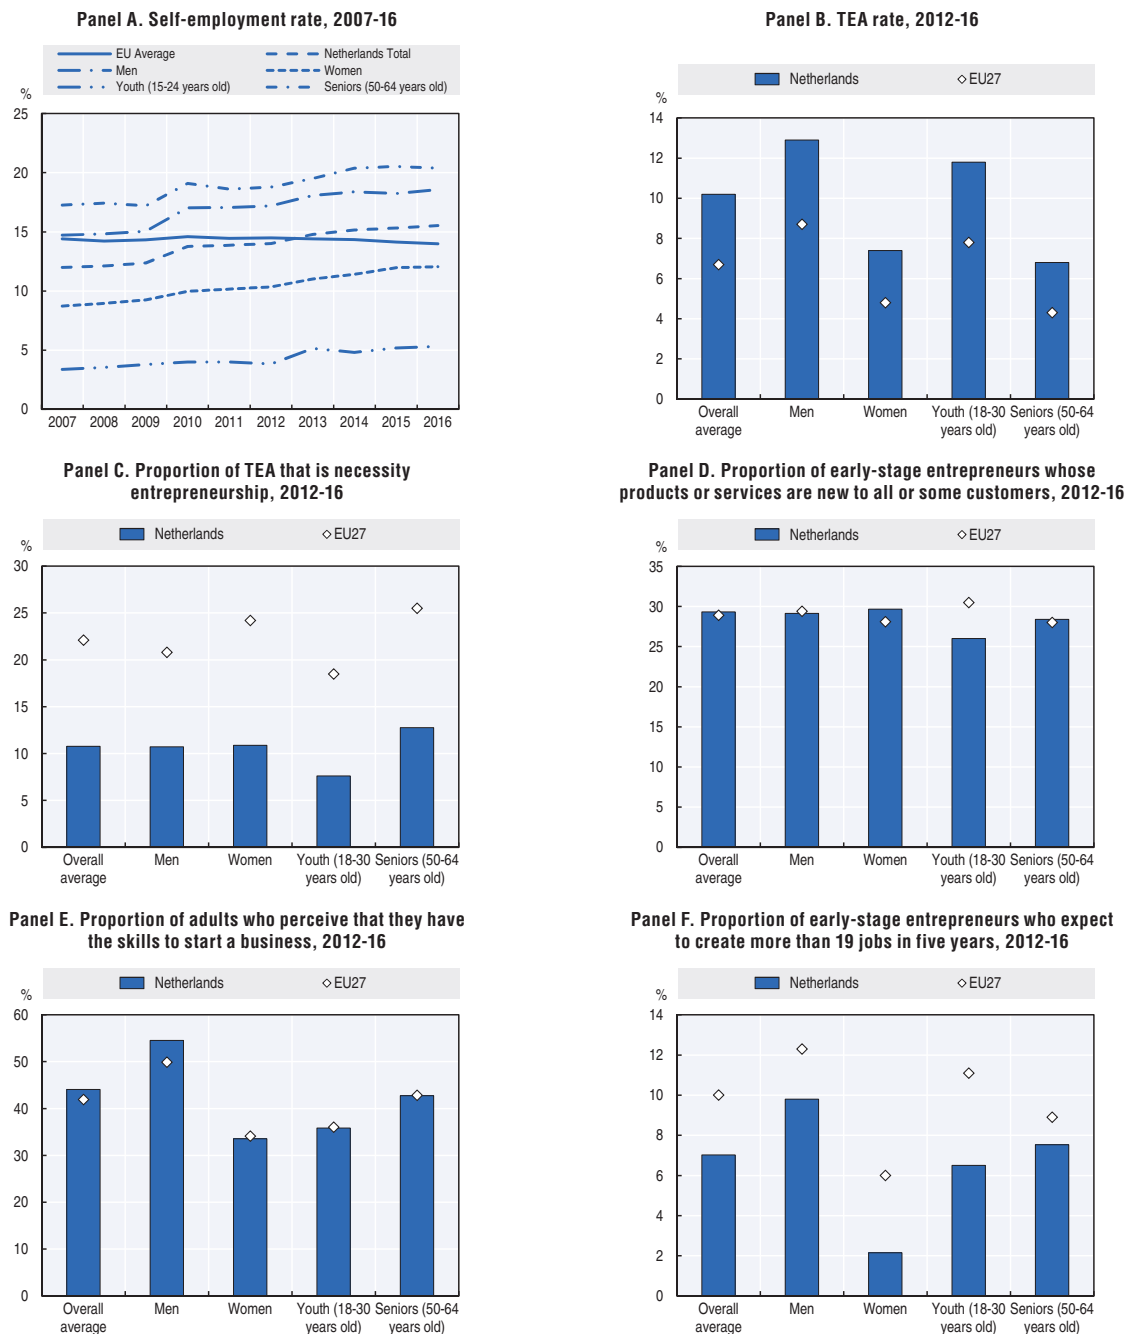 Panel A. Self-employment rate, 2007-16
EU Average
Netherlands Total
Men
Women
Youth (15-24 years old)
Seniors (50-64 years old)
%
25
20
15
10
5
0
2007 2008 2009 2010 2011 2012 2013 2014 2015 2016
Panel B. TEA rate, 2012-16
Netherlands
EU27
%
14
12
10
8
6
4
2
0
Overall Men Women Youth (18-30 Seniors (50-64
average years old) years old)
Panel C. Proportion of TEA that is necessity
entrepreneurship, 2012-16
Netherlands
EU27
%
30
25
20
15
10
5
0
Overall Men Women Youth (18-30 Seniors (50-64
average years old) years old)
Panel D. Proportion of early-stage entrepreneurs whose
products or services are new to all or some customers, 2012-16
Netherlands
EU27
%
35
30
25
20
15
10
5
0
Overall Men Women Youth (18-30 Seniors (50-64
average years old) years old)
Panel E. Proportion of adults who perceive that they have
the skills to start a business, 2012-16
Netherlands
EU27
%
60
50
40
30
20
10
0
Overall Men Women Youth (18-30 Seniors (50-64
average years old) years old)
Panel F. Proportion of early-stage entrepreneurs who expect
to create more than 19 jobs in five years, 2012-16
Netherlands
EU27
%
14
12
10
8
6
4
2
0
Overall Men Women Youth (18-30 Seniors (50-64
average years old) years old)